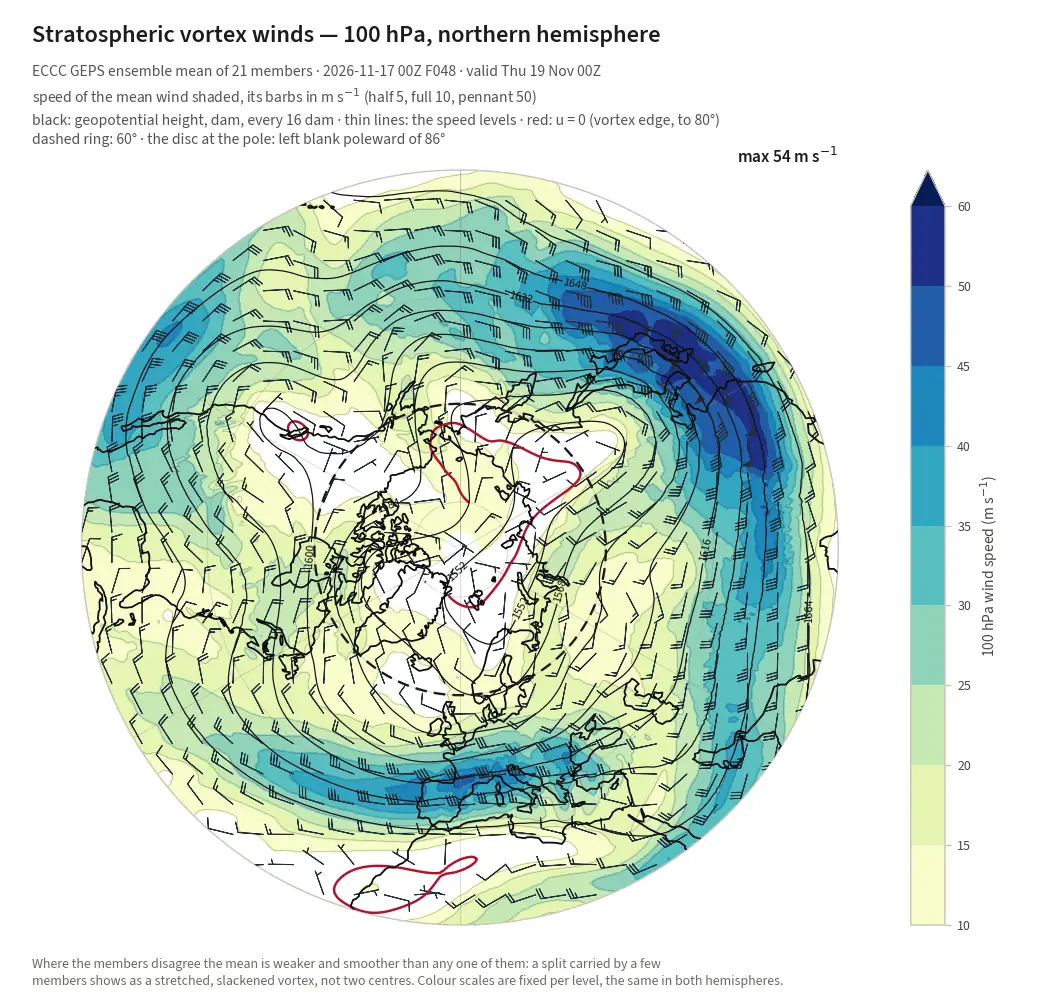 Stratospheric vortex winds — 100 hPa, northern hemisphere
ECCC GEPS ensemble mean of 21 members · 2026-11-17 00Z F048 · valid Thu 19 Nov 00Z
speed of the mean wind shaded, its barbs in m s⁻¹ (half 5, full 10, pennant 50)
black: geopotential height, dam, every 16 dam · thin lines: the speed levels · red: u = 0 (vortex edge, to 80°)
dashed ring: 60° · the disc at the pole: left blank poleward of 86°
max 54 m s⁻¹
60
50
45
40
35
30
25
20
15
10
100 hPa wind speed (m s⁻¹)
1648
1632
1616
1600
1552
1664
Where the members disagree the mean is weaker and smoother than any one of them: a split carried by a few
members shows as a stretched, slackened vortex, not two centres. Colour scales are fixed per level, the same in both hemispheres.